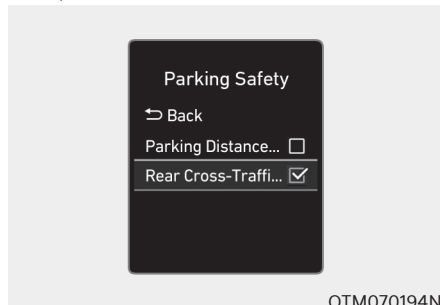 Parking Safety
Back
Parking Distance...
Rear Cross-Traffi...
OTM070194N